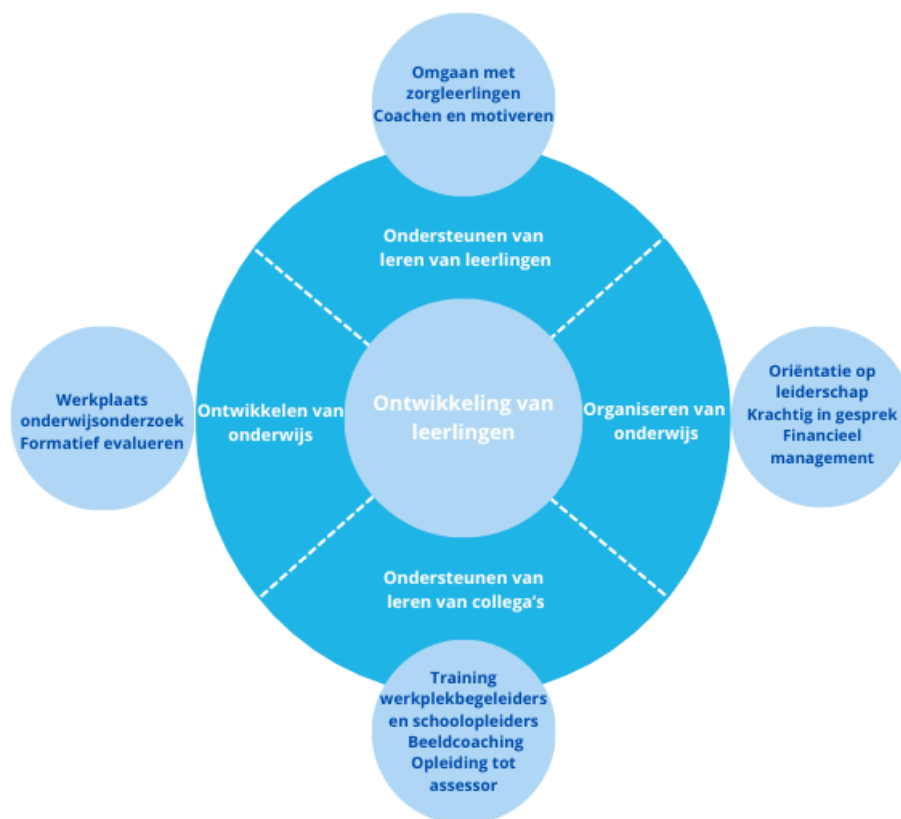 Omgaan met
zorgleerlingen
Coachen en motiveren
Ondersteunen van
leren van leerlingen
Werkplaats
onderwijsonderzoek
Formatief evalueren
Ontwikkelen van
onderwijs
Ontwikkeling van
leerlingen
Organiseren van
onderwijs
Oriëntatie op
leiderschap
Krachtig in gesprek
Financieel
management
Ondersteunen van
leren van collega's
Training
werkplekbegeleiders
en schoolopleiders
Beeldcoaching
Opleiding tot
assessor